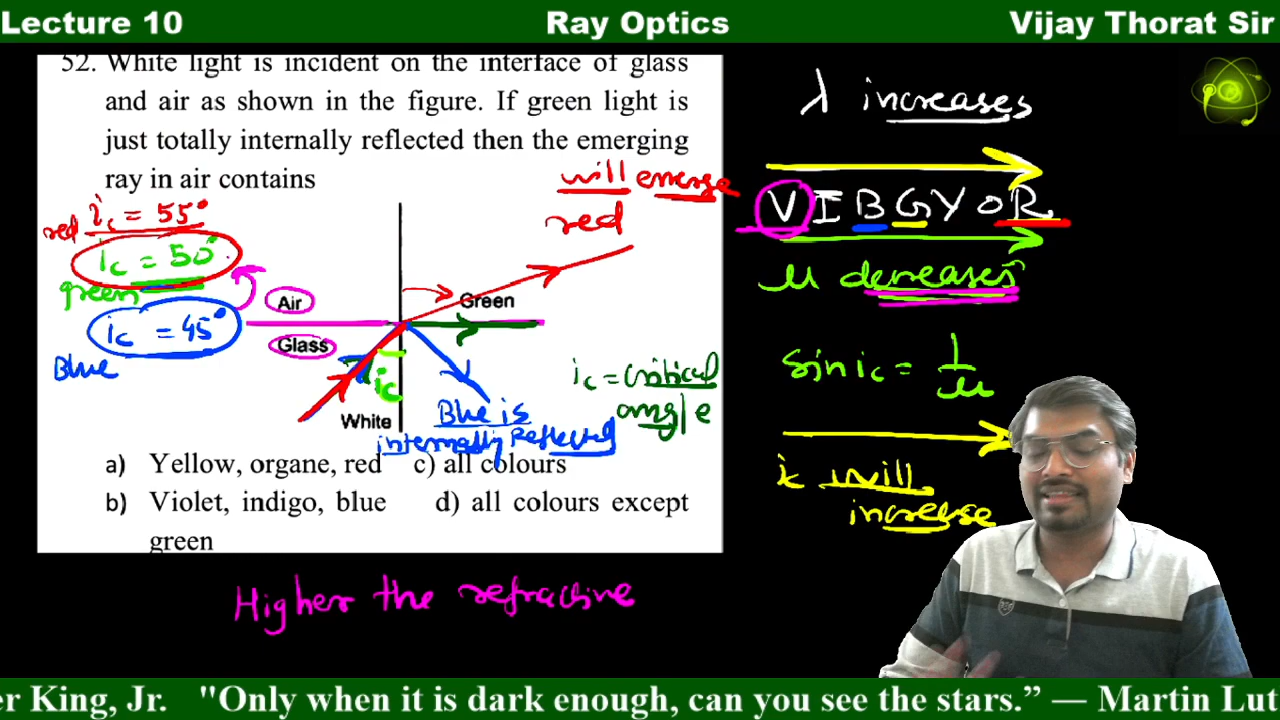 Lecture 10
Ray Optics
Vijay Thorat Sir
52. White light is incident on the interface of glass
and air as shown in the figure. If green light is
just totally internally reflected then the emerging
ray in air contains
will emerge
red
red ic = 55°
ic = 50°
green
ic = 45°
Blue
Air
Glass
Green
ic
White
Blue is
internally Reflected
ic = critical
angle
a) Yellow, organe, red c) all colours
b) Violet, indigo, blue d) all colours except
green
Higher the refractive
λ increases
V I B G Y O R
μ decreases
sin ic = 1/μ
ic will
increase
er King, Jr. "Only when it is dark enough, can you see the stars.” — Martin Lut